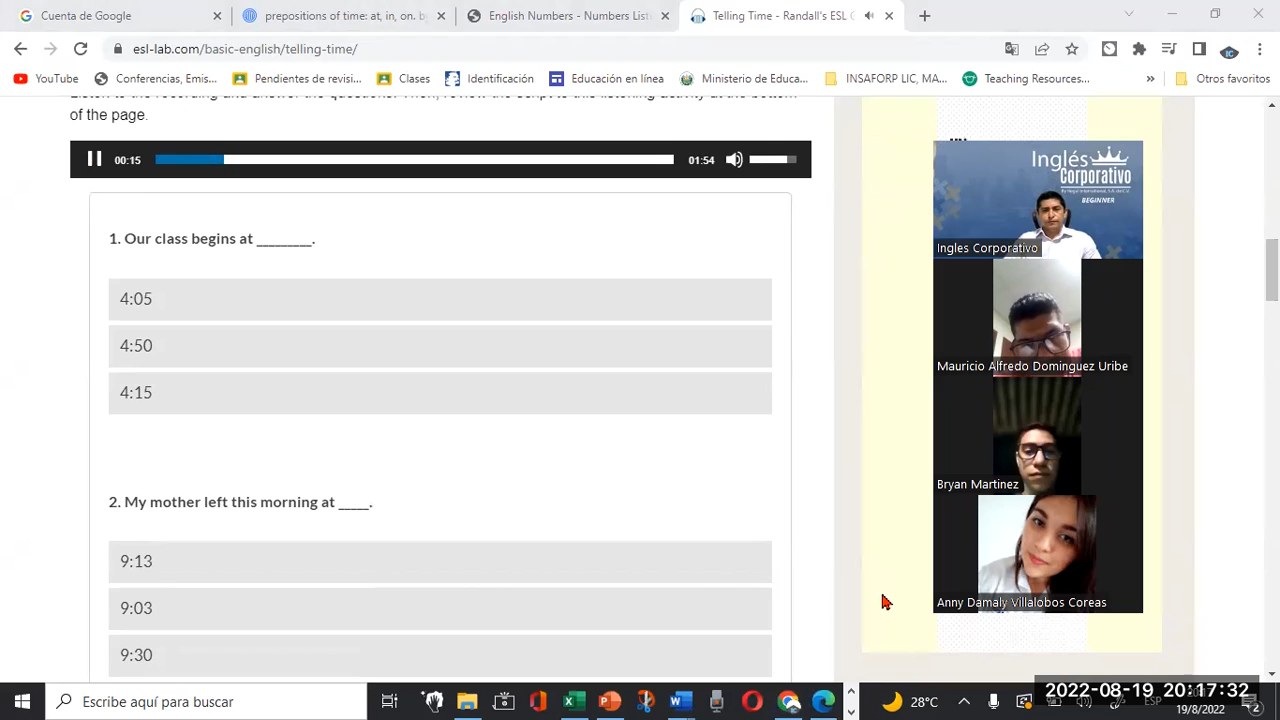 Cuenta de Google
prepositions of time: at, in, on. by
English Numbers - Numbers List
Telling Time - Randall's ESL C
esl-lab.com/basic-english/telling-time/
YouTube
Conferencias, Emis...
Pendientes de revisi...
Clases
Identificación
Educación en línea
Ministerio de Educa...
INSAFORP LIC, MA...
Teaching Resources...
»
Otros favoritos
of the page.
00:15
01:54
1. Our class begins at _________.
4:05
4:50
4:15
2. My mother left this morning at _____.
9:13
9:03
9:30
Inglés
Corporativo
BEGINNER
Ingles Corporativo
Mauricio Alfredo Dominguez Uribe
Bryan Martinez
Anny Damaly Villalobos Coreas
Escribe aquí para buscar
28°C
ESP
2022-08-19 20:17:32
19/8/2022
2